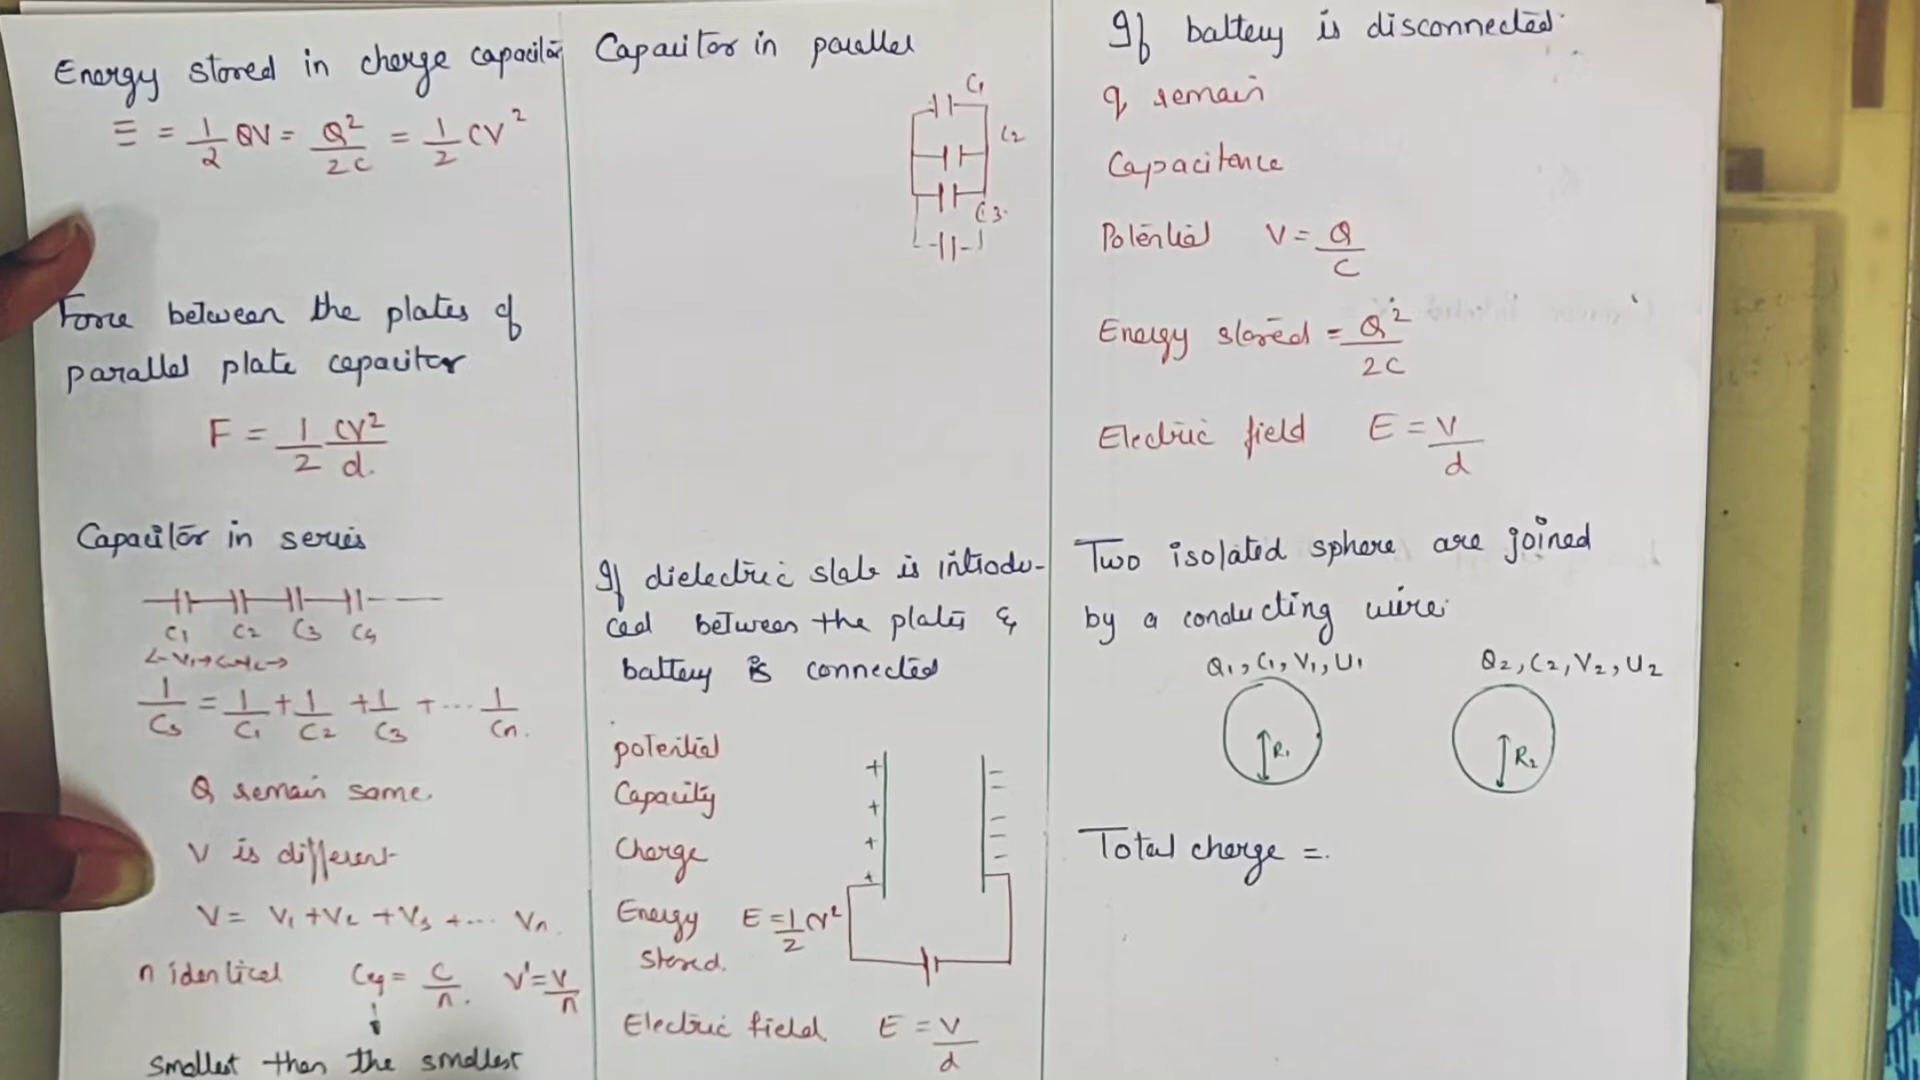 Energy stored in charge capacitor
E = 1/2 QV = Q²/2C = 1/2 CV²
Force between the plates of
parallel plate capacitor
F = 1/2 CV²/d.
Capacitor in series
C1 C2 C3 C4
1/Cs = 1/C1 + 1/C2 + 1/C3 + ... 1/Cn.
Q remain same.
V is different
V = V1 + V2 + V3 + ... Vn.
n identical Ceq = C/n. V' = V/n
↓
smallest than the smallest
Capacitor in parallel
C1
C2
C3.
If dielectric slab is introdu-
ced between the plates &
battery is connected
potential
Capacity
Charge
Energy E = 1/2 CV²
stored.
Electric field E = V/d
+ + + +
If battery is disconnected
q remain
Capacitence
Potential V = Q/C
Energy stored = Q²/2C
Electric field E = V/d
Two isolated sphere are joined
by a conducting wire
Q1, C1, V1, U1 Q2, C2, V2, U2
R1 R2
Total charge =.